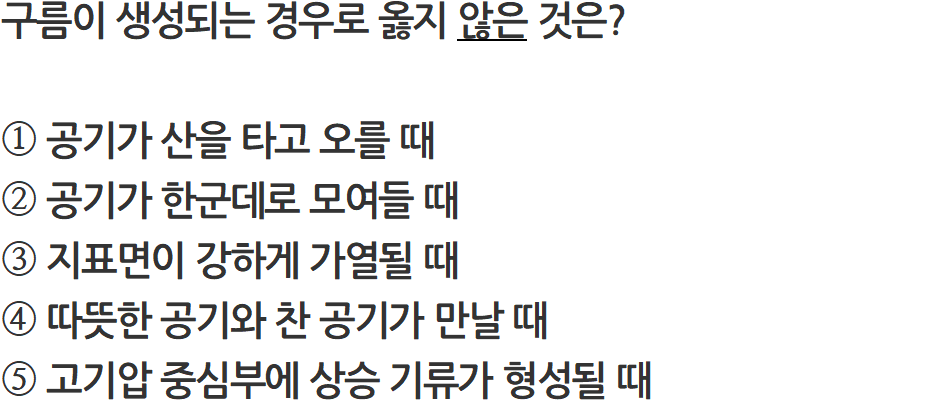 구름이 생성되는 경우로 옳지 않은 것은?
① 공기가 산을 타고 오를 때
② 공기가 한군데로 모여들 때
③ 지표면이 강하게 가열될 때
④ 따뜻한 공기와 찬 공기가 만날 때
⑤ 고기압 중심부에 상승 기류가 형성될 때